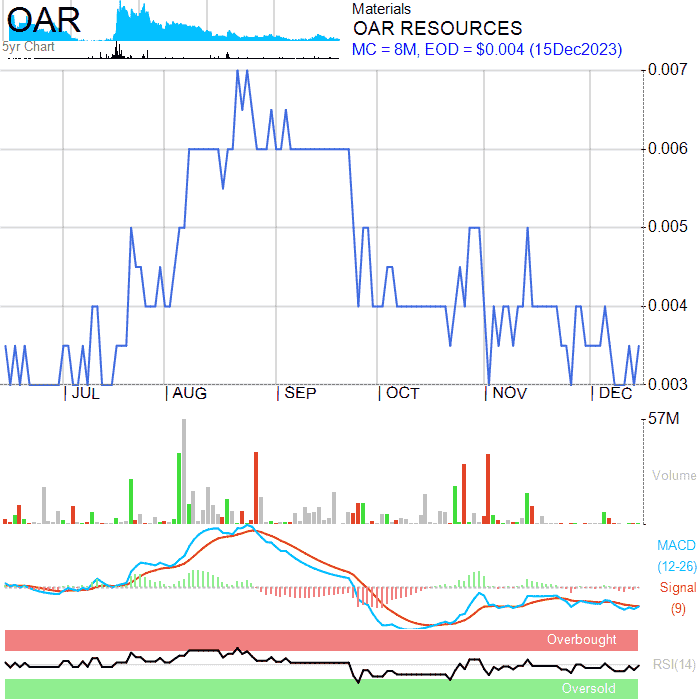 OAR
5yr Chart
Materials
OAR RESOURCES
MC = 8M, EOD = $0.004 (15Dec2023)
0.007
0.006
0.005
0.004
0.003
JUL
AUG
SEP
OCT
NOV
DEC
57M
Volume
MACD
(12-26)
Signal
(9)
Overbought
RSI(14)
Oversold